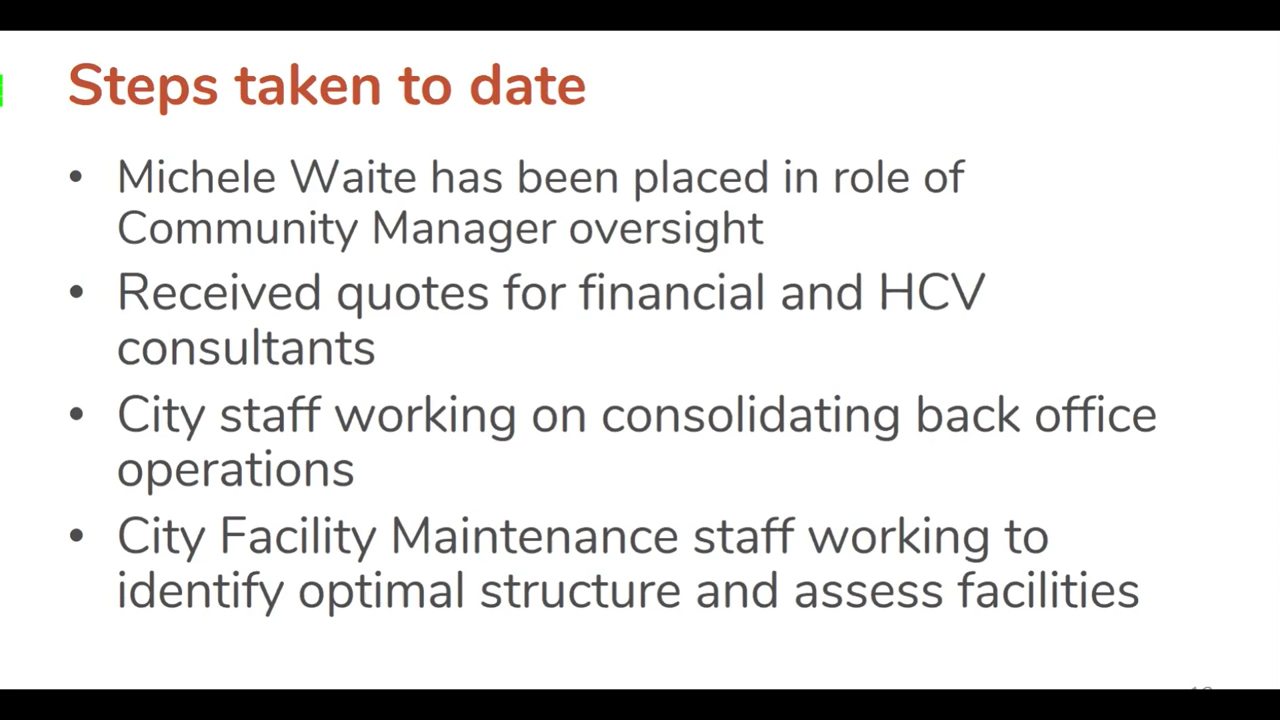 Steps taken to date
• Michele Waite has been placed in role of
Community Manager oversight
• Received quotes for financial and HCV
consultants
• City staff working on consolidating back office
operations
• City Facility Maintenance staff working to
identify optimal structure and assess facilities